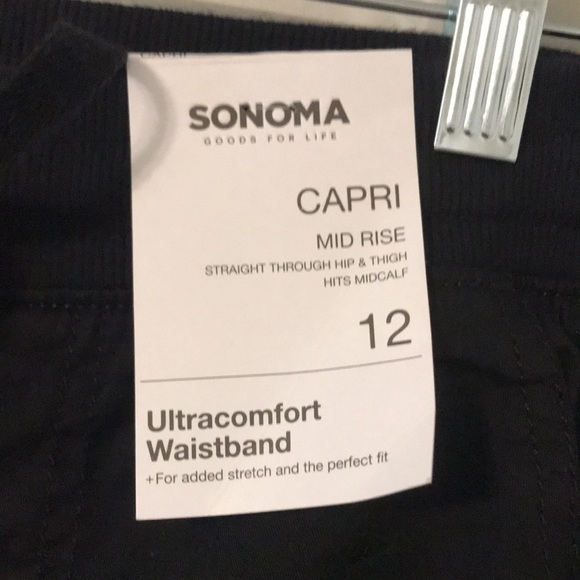 CAPRI
SONOMA
GOODS FOR LIFE
CAPRI
MID RISE
STRAIGHT THROUGH HIP & THIGH
HITS MIDCALF
12
Ultracomfort
Waistband
+For added stretch and the perfect fit